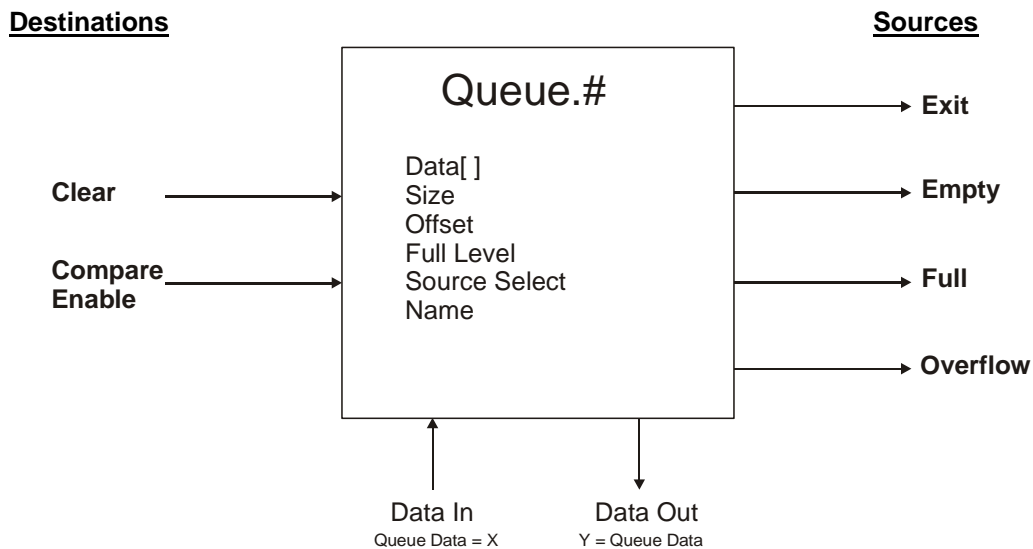 Destinations
Sources
Queue.#
Data[ ]
Size
Offset
Full Level
Source Select
Name
Clear
Compare
Enable
Exit
Empty
Full
Overflow
Data In
Queue Data = X
Data Out
Y = Queue Data